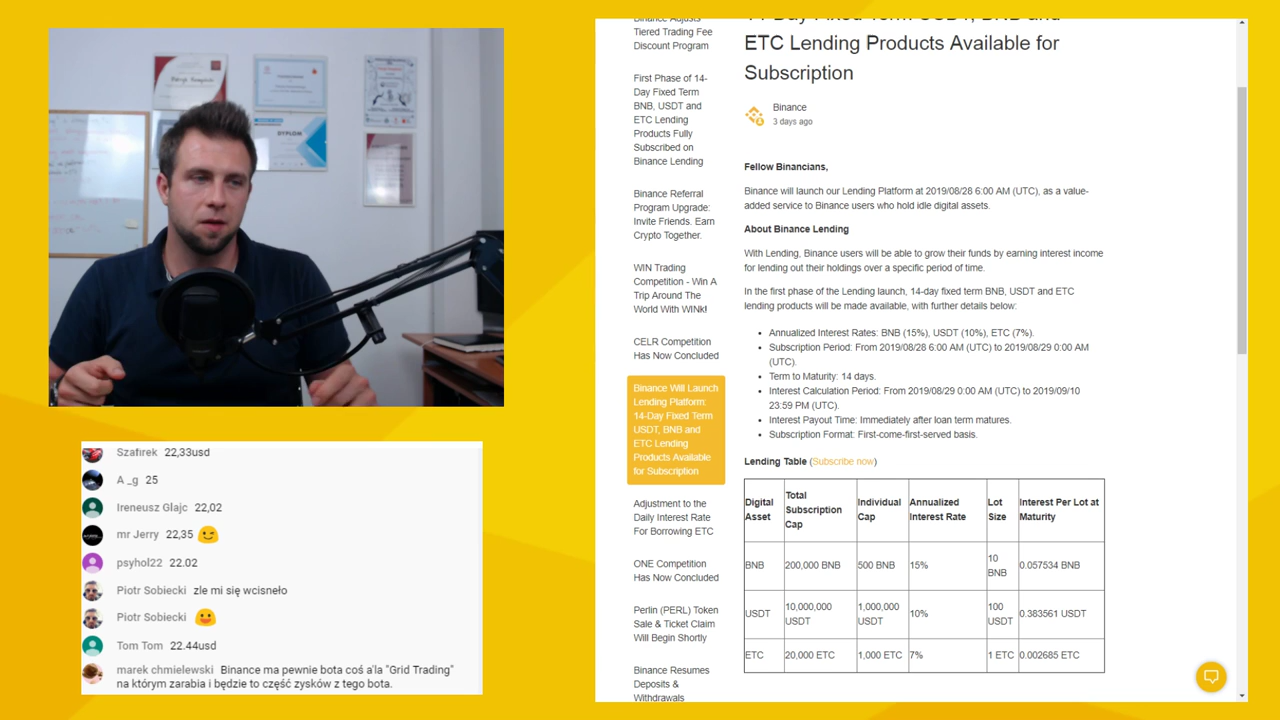 DYPLOM
Szafirek 22,33usd
A _g 25
Ireneusz Glajc 22,02
mr Jerry 22,35
psyhol22 22.02
Piotr Sobiecki zle mi się wcisneło
Piotr Sobiecki
Tom Tom 22.44usd
marek chmielewski Binance ma pewnie bota coś a'la "Grid Trading"
na którym zarabia i będzie to część zysków z tego bota.
Binance Adjusts
Tiered Trading Fee
Discount Program
First Phase of 14-
Day Fixed Term
BNB, USDT and
ETC Lending
Products Fully
Subscribed on
Binance Lending
Binance Referral
Program Upgrade:
Invite Friends. Earn
Crypto Together.
WIN Trading
Competition - Win A
Trip Around The
World With WINk!
CELR Competition
Has Now Concluded
Binance Will Launch
Lending Platform:
14-Day Fixed Term
USDT, BNB and
ETC Lending
Products Available
for Subscription
Adjustment to the
Daily Interest Rate
For Borrowing ETC
ONE Competition
Has Now Concluded
Perlin (PERL) Token
Sale & Ticket Claim
Will Begin Shortly
Binance Resumes
Deposits &
Withdrawals
14-Day Fixed Term USDT, BNB and
ETC Lending Products Available for
Subscription
Binance
3 days ago
Fellow Binancians,
Binance will launch our Lending Platform at 2019/08/28 6:00 AM (UTC), as a value-
added service to Binance users who hold idle digital assets.
About Binance Lending
With Lending, Binance users will be able to grow their funds by earning interest income
for lending out their holdings over a specific period of time.
In the first phase of the Lending launch, 14-day fixed term BNB, USDT and ETC
lending products will be made available, with further details below:
• Annualized Interest Rates: BNB (15%), USDT (10%), ETC (7%).
• Subscription Period: From 2019/08/28 6:00 AM (UTC) to 2019/08/29 0:00 AM
(UTC).
• Term to Maturity: 14 days.
• Interest Calculation Period: From 2019/08/29 0:00 AM (UTC) to 2019/09/10
23:59 PM (UTC).
• Interest Payout Time: Immediately after loan term matures.
• Subscription Format: First-come-first-served basis.
Lending Table (Subscribe now)
Digital Asset Total Subscription Cap Individual Cap Annualized Interest Rate Lot Size Interest Per Lot at Maturity
BNB 200,000 BNB 500 BNB 15% 10 BNB 0.057534 BNB
USDT 10,000,000 USDT 1,000,000 USDT 10% 100 USDT 0.383561 USDT
ETC 20,000 ETC 1,000 ETC 7% 1 ETC 0.002685 ETC